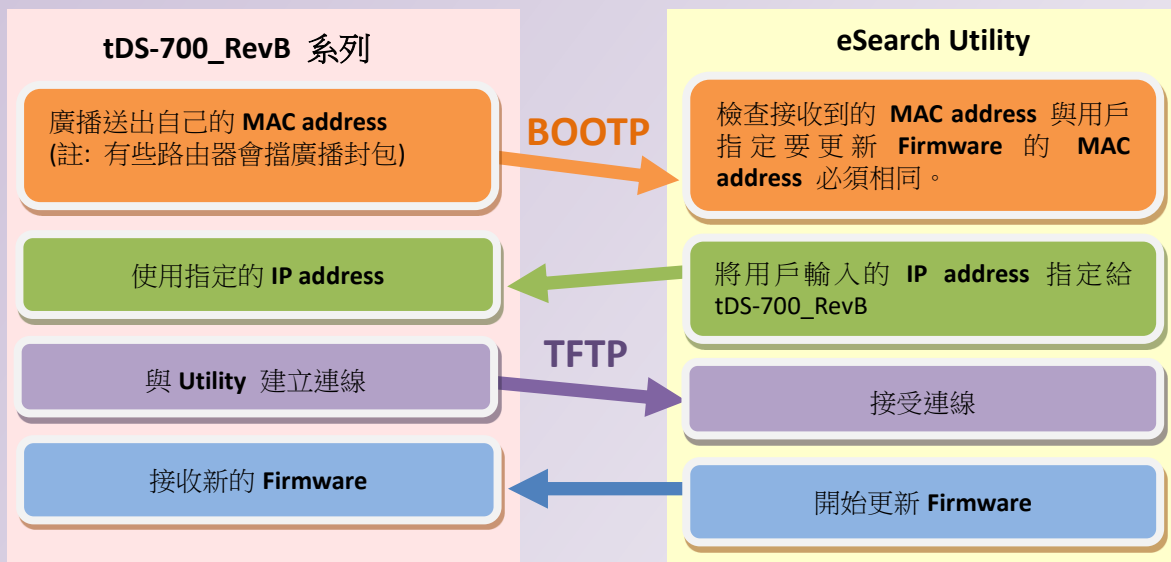 tDS-700_RevB 系列
廣播送出自己的 MAC address
(註: 有些路由器會擋廣播封包)
使用指定的 IP address
與 Utility 建立連線
接收新的 Firmware
BOOTP
TFTP
eSearch Utility
檢查接收到的 MAC address 與用戶
指定要更新 Firmware 的 MAC
address 必須相同。
將用戶輸入的 IP address 指定給
tDS-700_RevB
接受連線
開始更新 Firmware